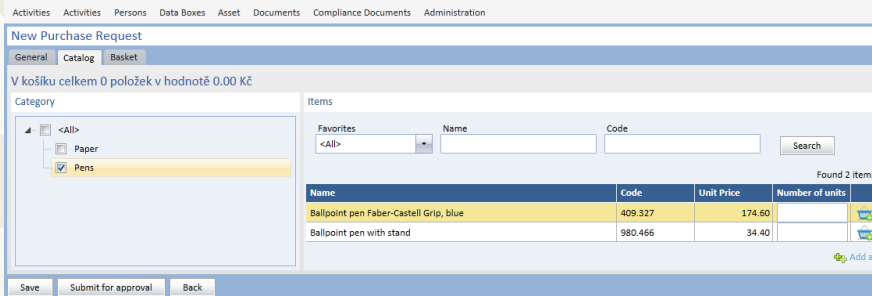 Activities Activities Persons Data Boxes Asset Documents Compliance Documents Administration
New Purchase Request
General Catalog Basket
V košíku celkem 0 položek v hodnotě 0.00 Kč
Category Items
<All>
Paper
Pens
Favorites Name Code
<All> Search
Found 2 item
Name Code Unit Price Number of units
Ballpoint pen Faber-Castell Grip, blue 409.327 174.60
Ballpoint pen with stand 980.466 34.40
Add a
Save Submit for approval Back